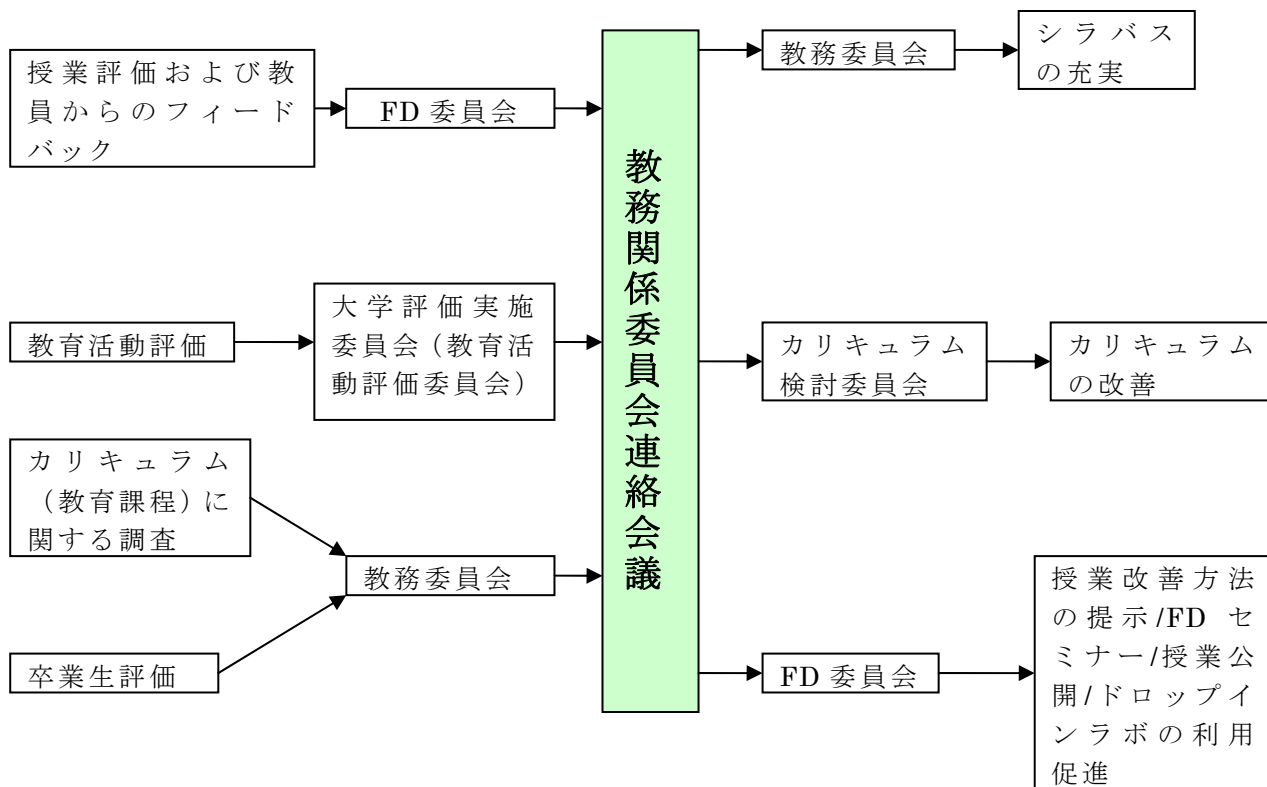 授業評価および教
員からのフィード
バック
FD 委員会
教育活動評価
大学評価実施
委員会（教育活
動評価委員会）
カリキュラム
（教育課程）に
関する調査
教務委員会
卒業生評価
教務関係委員会連絡会議
教務委員会
シラバス
の充実
カリキュラム
検討委員会
カリキュラム
の改善
FD 委員会
授業改善方法
の提示/FD セ
ミナー/授業公
開/ドロップイ
ンラボの利用
促進